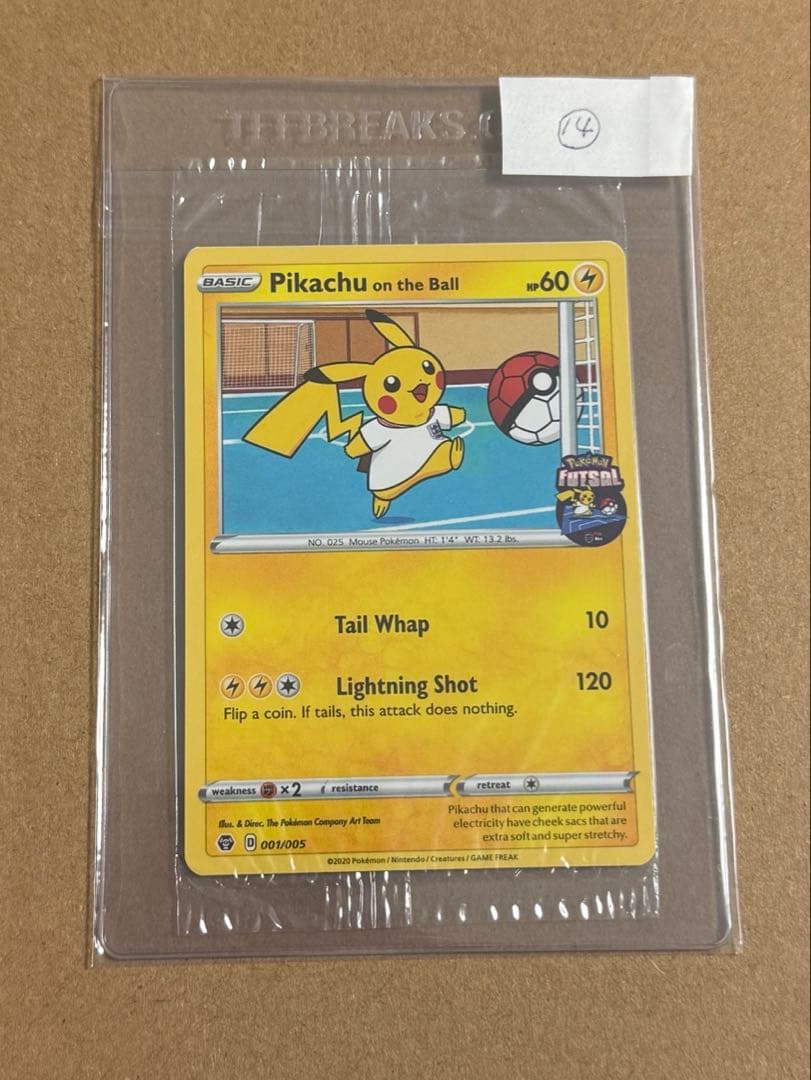 14
BASIC Pikachu on the Ball HP60
Pokémon
FUTSAL
NO. 025 Mouse Pokémon HT: 1'4" WT: 13.2 lbs.
Tail Whap 10
Lightning Shot 120
Flip a coin. If tails, this attack does nothing.
weakness ×2 resistance retreat
Pikachu that can generate powerful
electricity have cheek sacs that are
extra soft and super stretchy.
Illus. & Direc. The Pokémon Company Art Team
D 001/005
©2020 Pokémon / Nintendo / Creatures / GAME FREAK